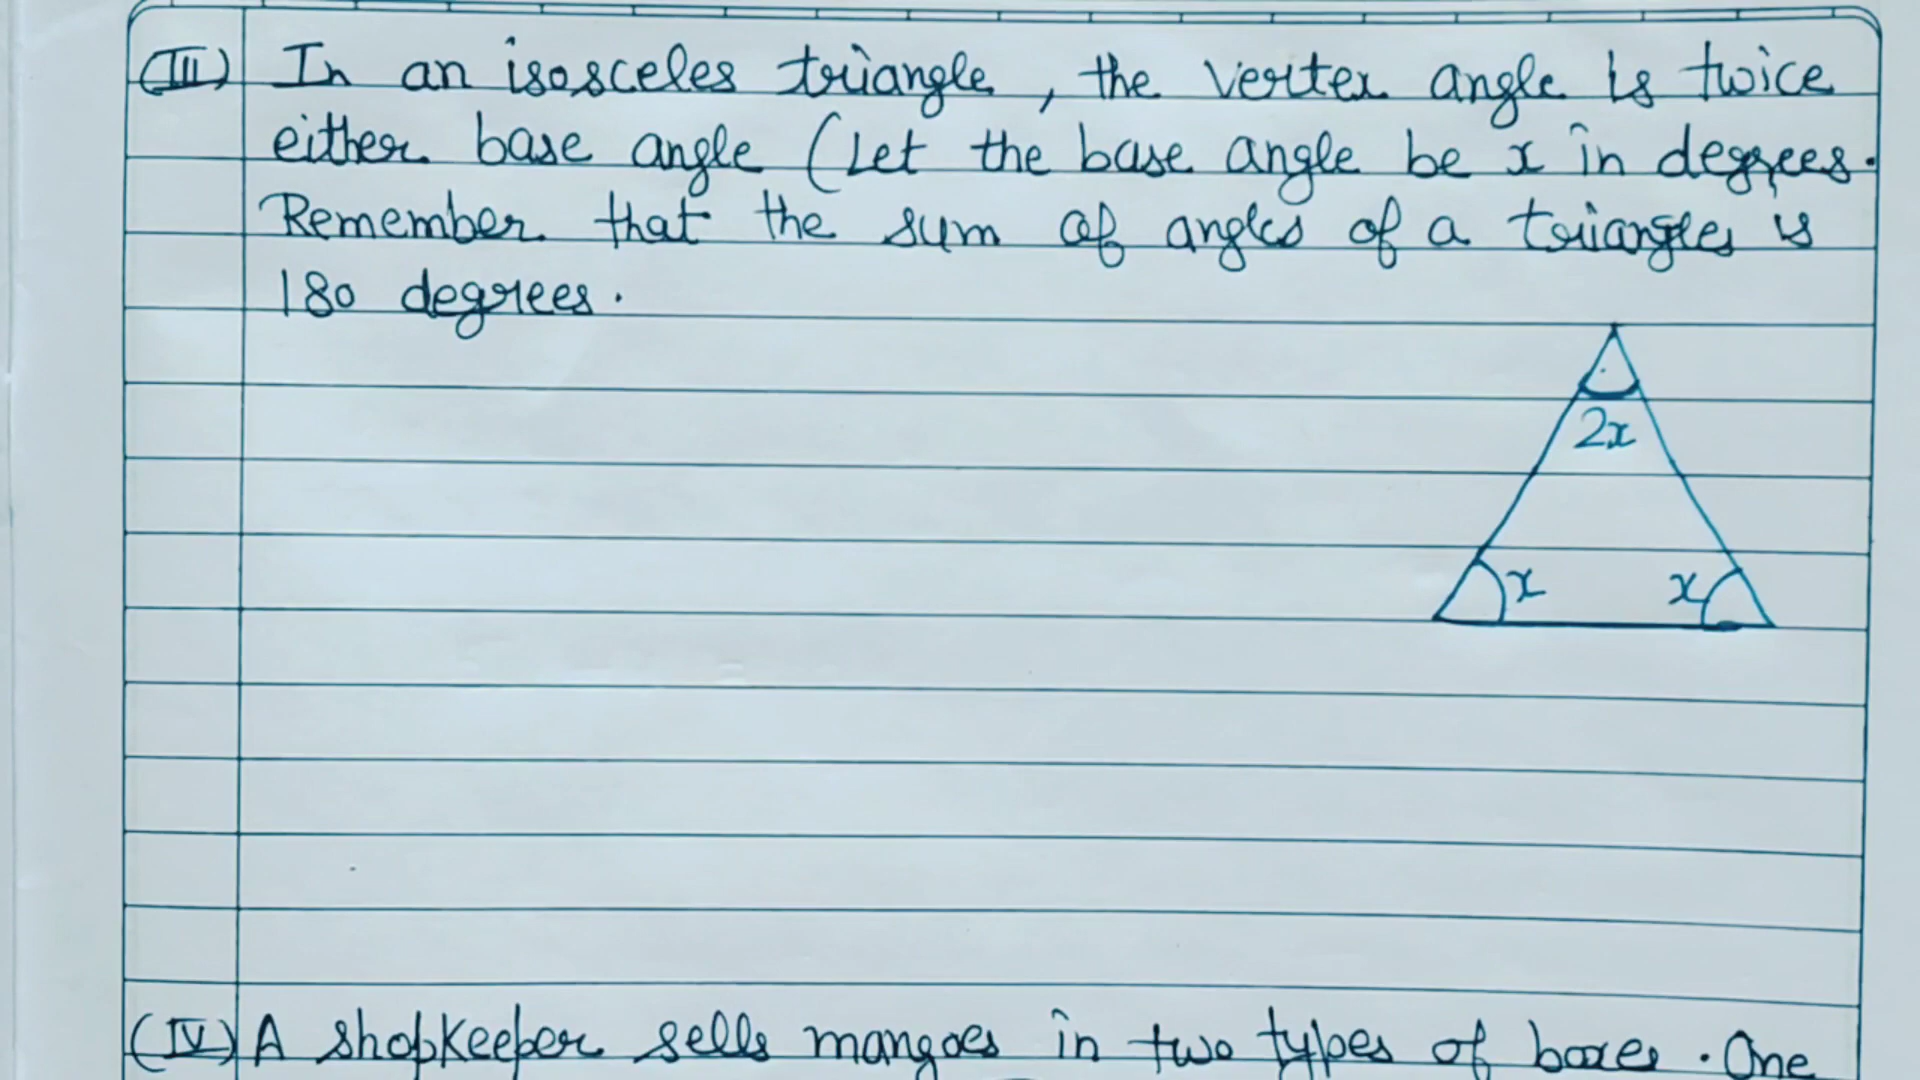 (III) In an isosceles triangle, the vertex angle is twice
either base angle (Let the base angle be x in degrees.
Remember that the sum of angles of a triangles is
180 degrees.
2x
x x
(IV) A shopkeeper sells mangoes in two types of boxes. One